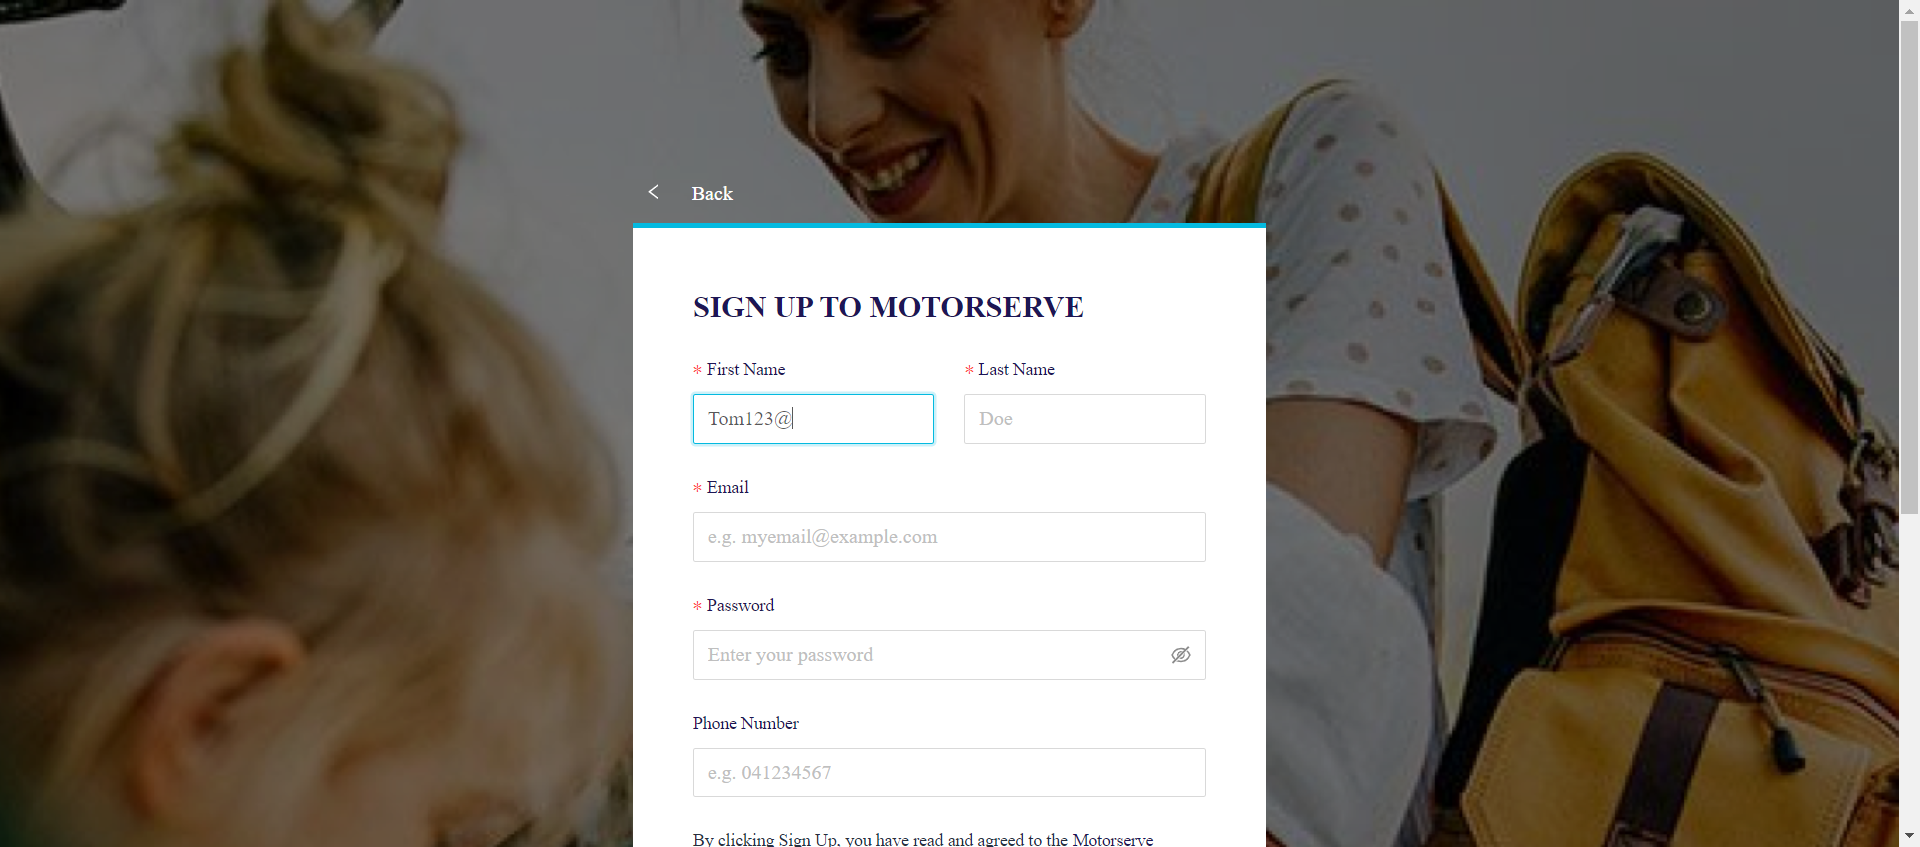 Back
SIGN UP TO MOTORSERVE
* First Name
* Last Name
Tom123@
Doe
* Email
e.g. myemail@example.com
* Password
Enter your password
Phone Number
e.g. 041234567
By clicking Sign Up, you have read and agreed to the Motorserve